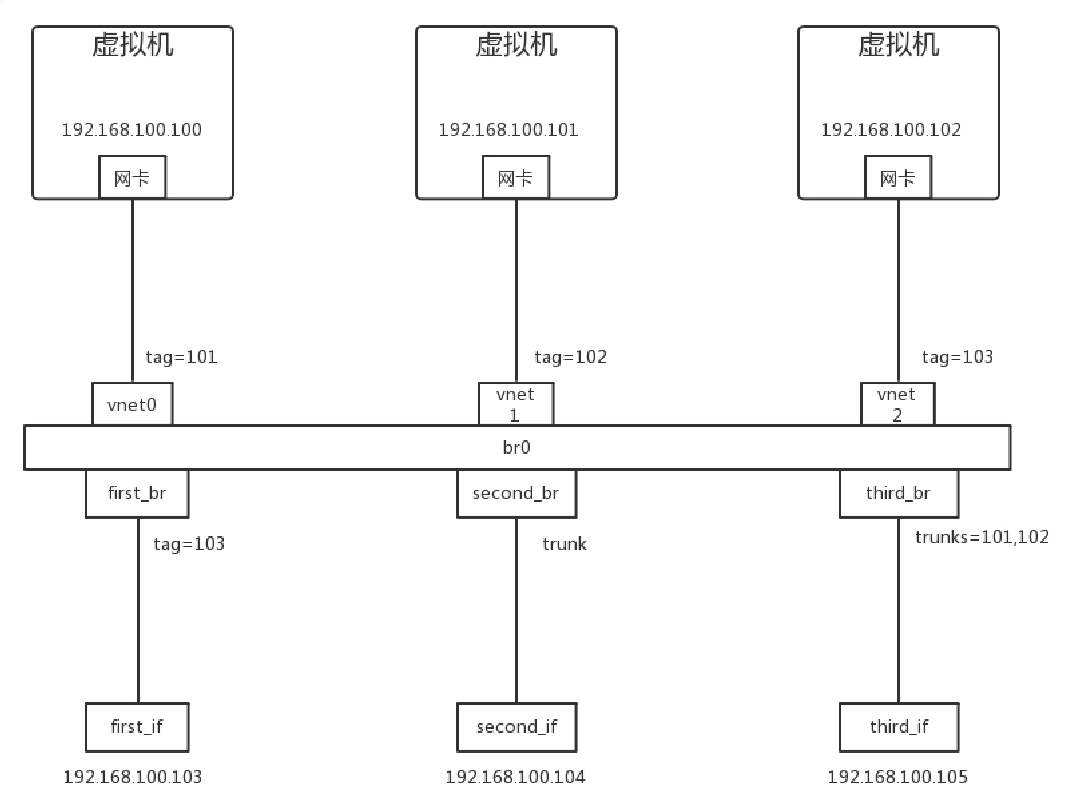 虚拟机
虚拟机
虚拟机
192.168.100.100
192.168.100.101
192.168.100.102
网卡
网卡
网卡
tag=101
tag=102
tag=103
vnet0
vnet
1
vnet
2
br0
first_br
second_br
third_br
tag=103
trunk
trunks=101,102
first_if
second_if
third_if
192.168.100.103
192.168.100.104
192.168.100.105